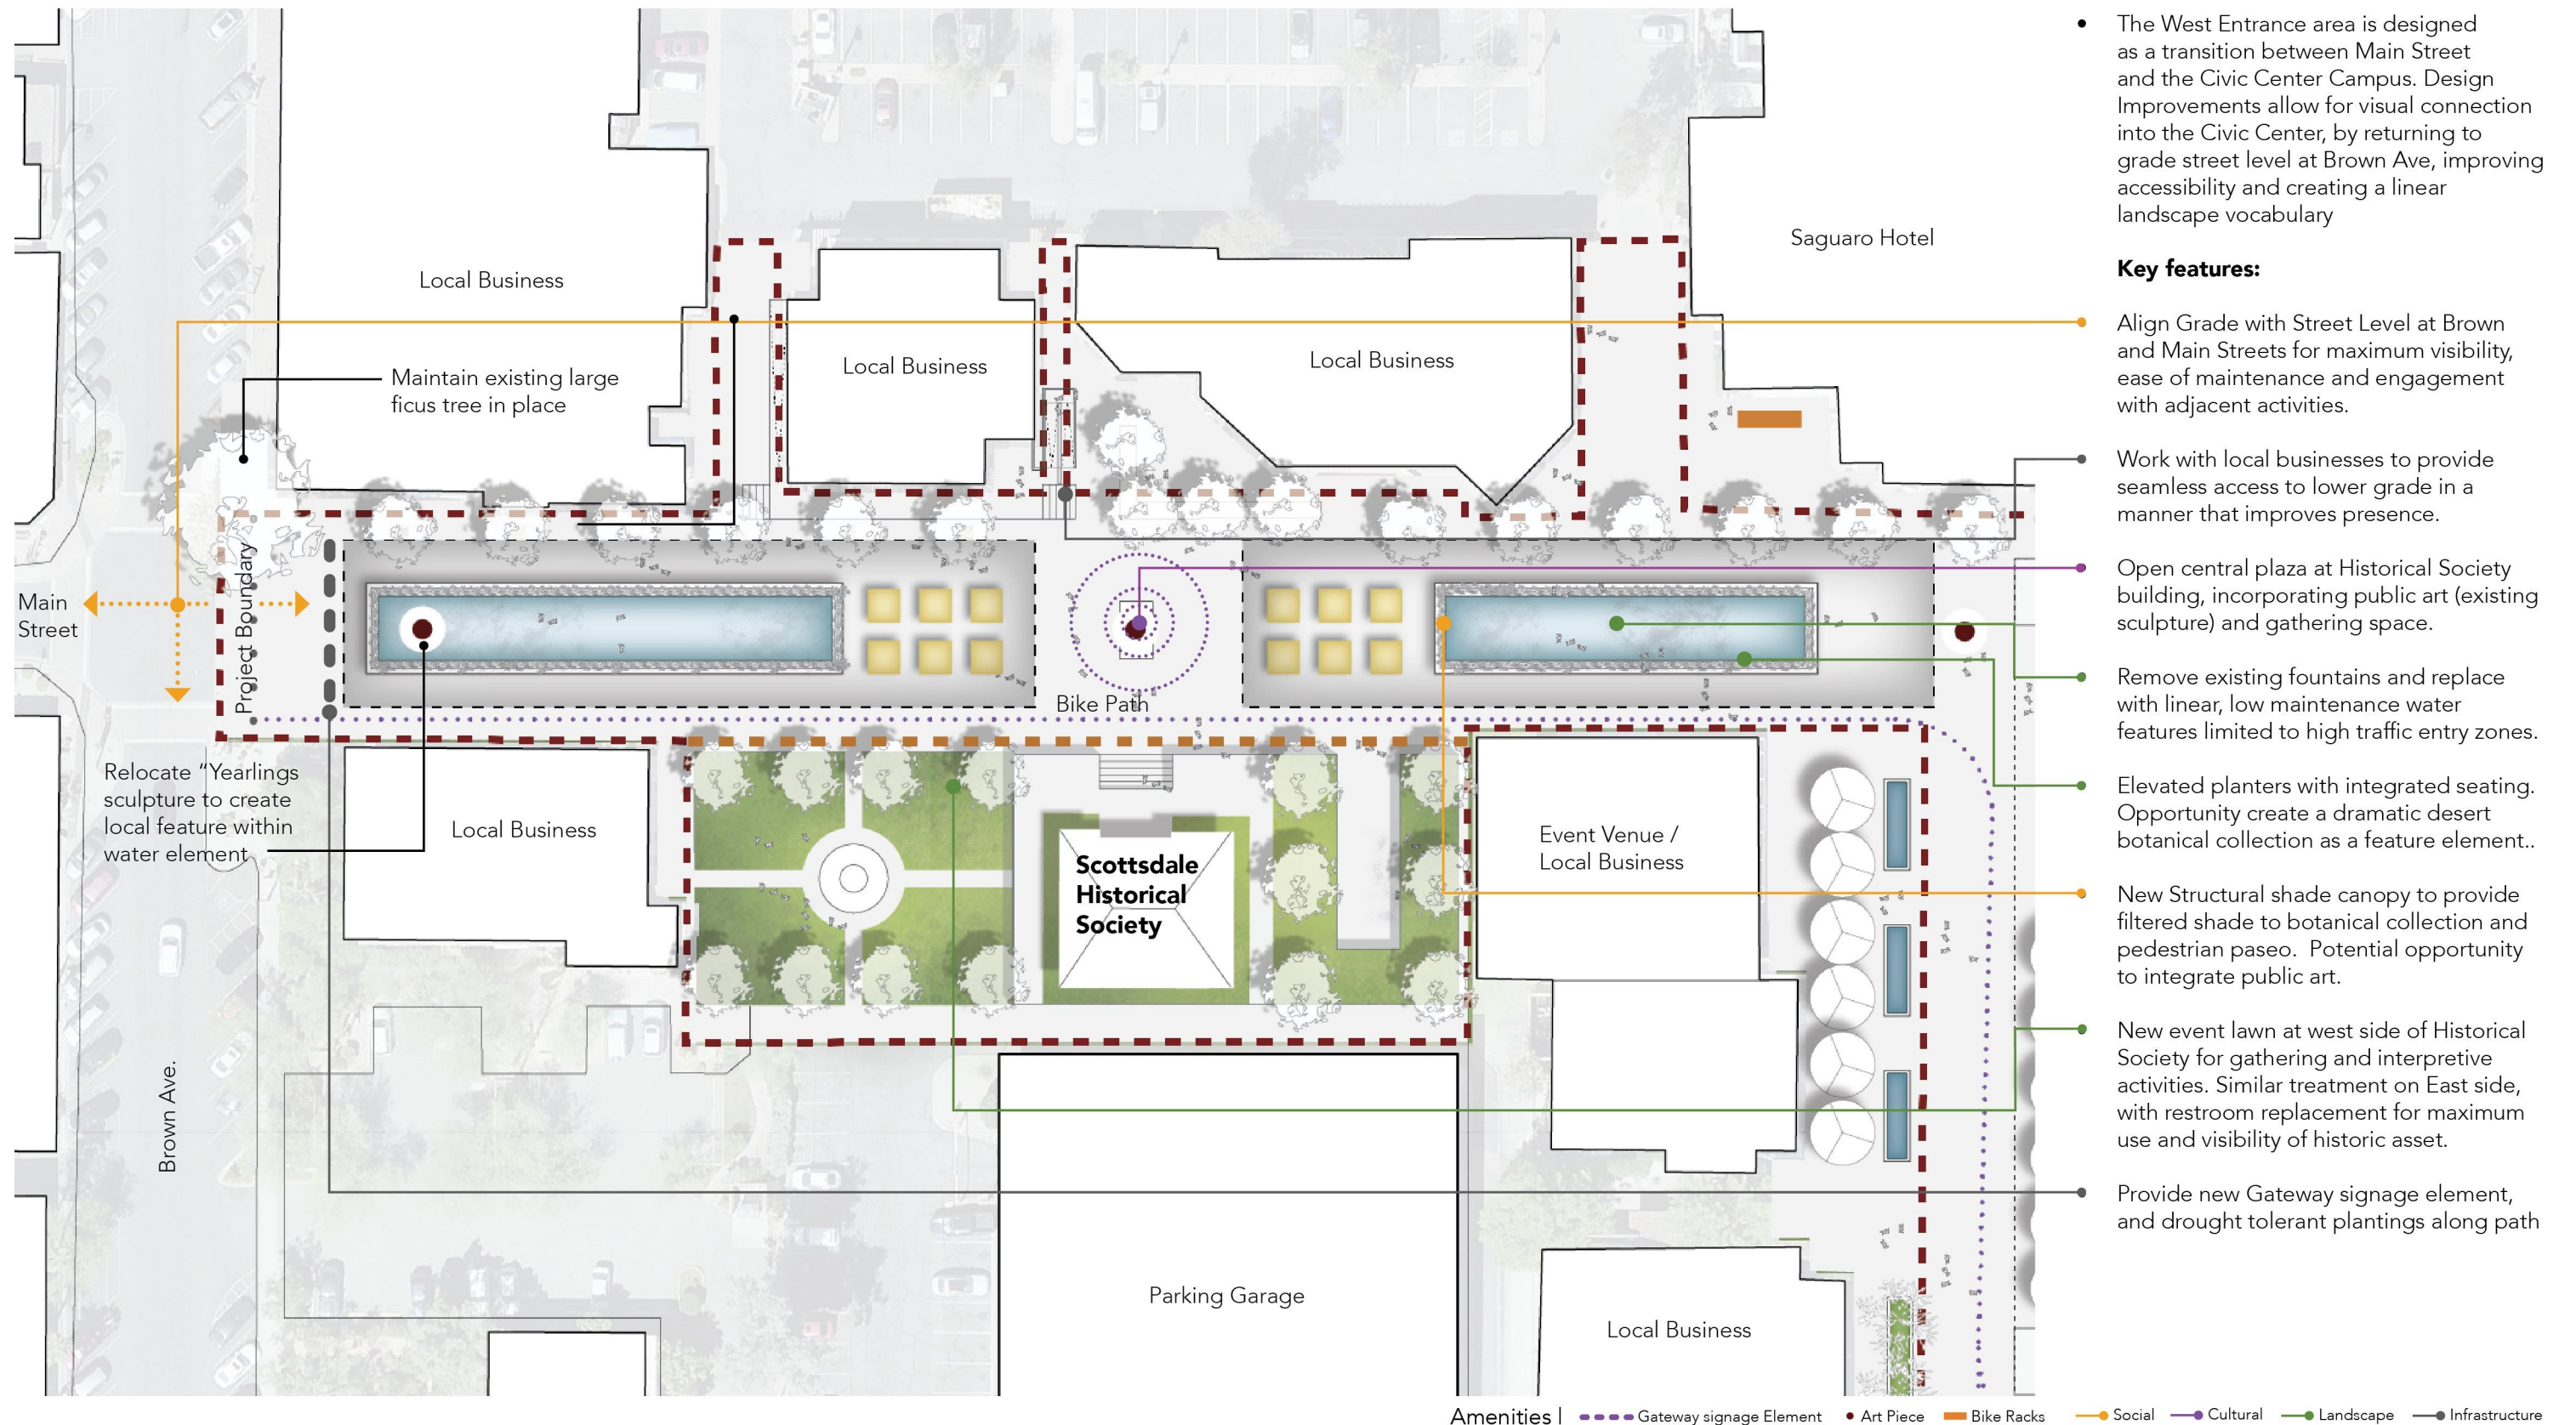 Saguaro Hotel
Local Business
Local Business
Local Business
Maintain existing large
ficus tree in place
Main
Street
Project Boundary
Bike Path
Relocate “Yearlings
sculpture to create
local feature within
water element
Local Business
Scottsdale
Historical
Society
Event Venue /
Local Business
Brown Ave.
Parking Garage
Local Business
• The West Entrance area is designed
as a transition between Main Street
and the Civic Center Campus. Design
Improvements allow for visual connection
into the Civic Center, by returning to
grade street level at Brown Ave, improving
accessibility and creating a linear
landscape vocabulary
Key features:
Align Grade with Street Level at Brown
and Main Streets for maximum visibility,
ease of maintenance and engagement
with adjacent activities.
Work with local businesses to provide
seamless access to lower grade in a
manner that improves presence.
Open central plaza at Historical Society
building, incorporating public art (existing
sculpture) and gathering space.
Remove existing fountains and replace
with linear, low maintenance water
features limited to high traffic entry zones.
Elevated planters with integrated seating.
Opportunity create a dramatic desert
botanical collection as a feature element..
New Structural shade canopy to provide
filtered shade to botanical collection and
pedestrian paseo. Potential opportunity
to integrate public art.
New event lawn at west side of Historical
Society for gathering and interpretive
activities. Similar treatment on East side,
with restroom replacement for maximum
use and visibility of historic asset.
Provide new Gateway signage element,
and drought tolerant plantings along path
Amenities | Gateway signage Element Art Piece Bike Racks Social Cultural Landscape Infrastructure